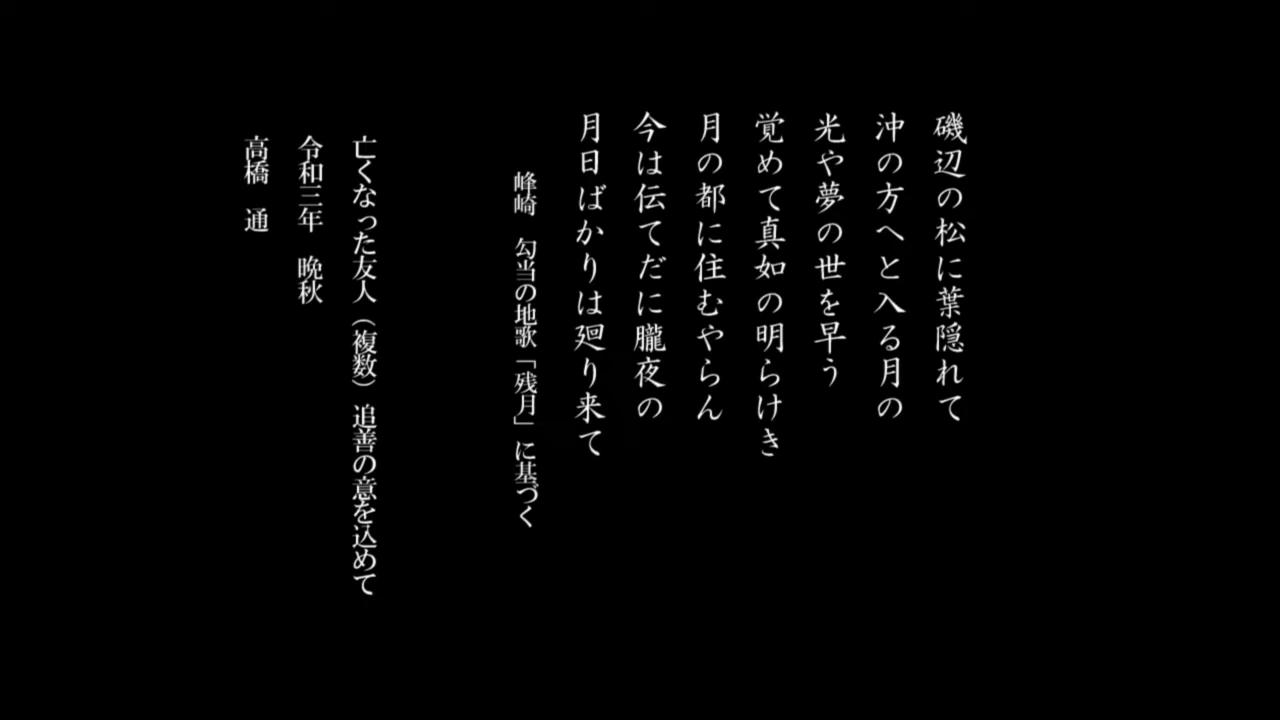 磯辺の松に葉隠れて
沖の方へと入る月の
光や夢の世を早う
覚めて真如の明らけき
月の都に住むやらん
今は伝てだに朧夜の
月日ばかりは廻り来て
峰崎　勾当の地歌「残月」に基づく
亡くなった友人（複数）追善の意を込めて
令和三年　晩秋
高橋　通